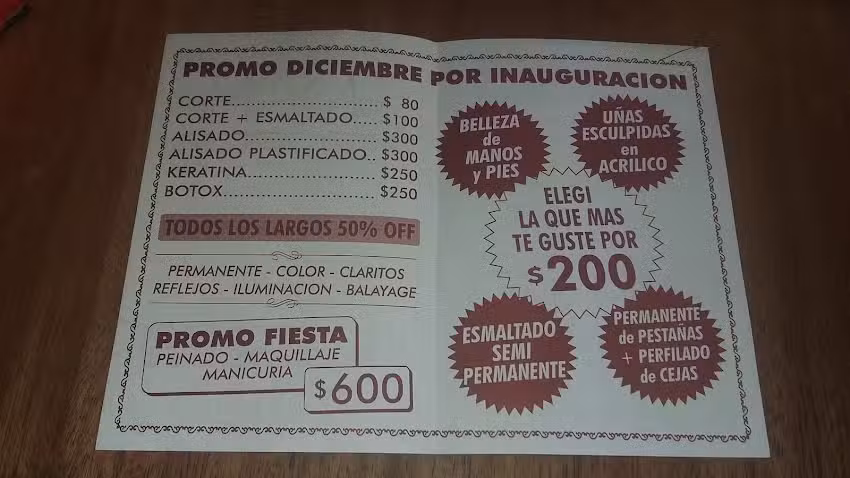 PROMO DICIEMBRE POR INAUGURACION
CORTE................................ $ 80
CORTE + ESMALTADO..... $100
ALISADO......................... $300
ALISADO PLASTIFICADO.. $300
KERATINA........................ $250
BOTOX............................ $250
TODOS LOS LARGOS 50% OFF
PERMANENTE - COLOR - CLARITOS
REFLEJOS - ILUMINACION - BALAYAGE
PROMO FIESTA
PEINADO - MAQUILLAJE
MANICURIA
$600
BELLEZA
de
MANOS
y PIES
UÑAS
ESCULPIDAS
en
ACRILICO
ELEGI
LA QUE MAS
TE GUSTE POR
$200
ESMALTADO
SEMI
PERMANENTE
PERMANENTE
de PESTAÑAS
+ PERFILADO
de CEJAS